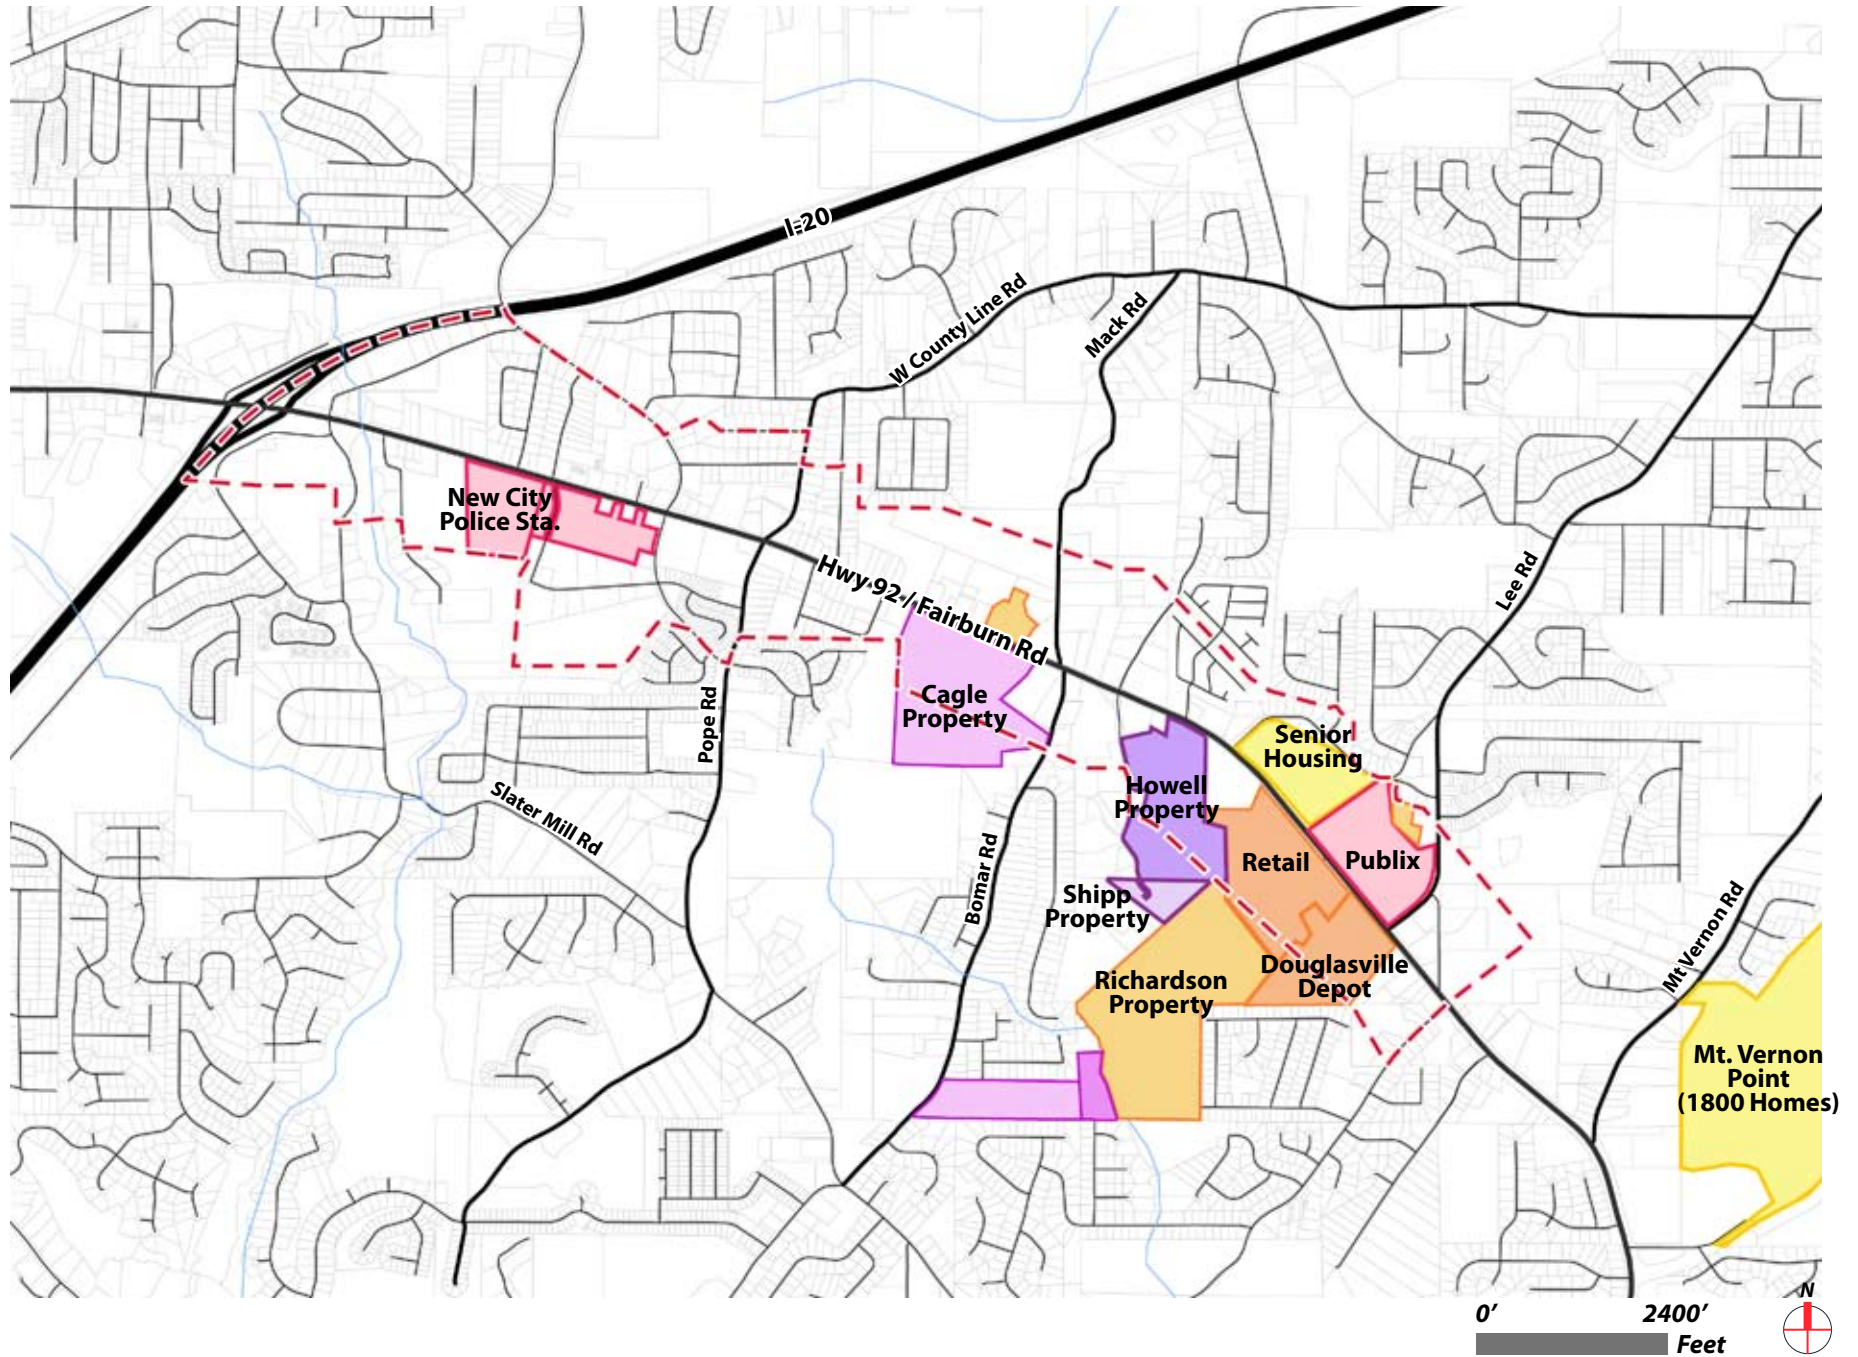 I-20
W County Line Rd
Mack Rd
New City
Police Sta.
Hwy 92 / Fairburn Rd
Lee Rd
Cagle
Property
Pope Rd
Senior
Housing
Howell
Property
Slater Mill Rd
Retail
Publix
Bomar Rd
Shipp
Property
Mt Vernon Rd
Richardson
Property
Douglasville
Depot
Mt. Vernon
Point
(1800 Homes)
N
0' 2400'
Feet